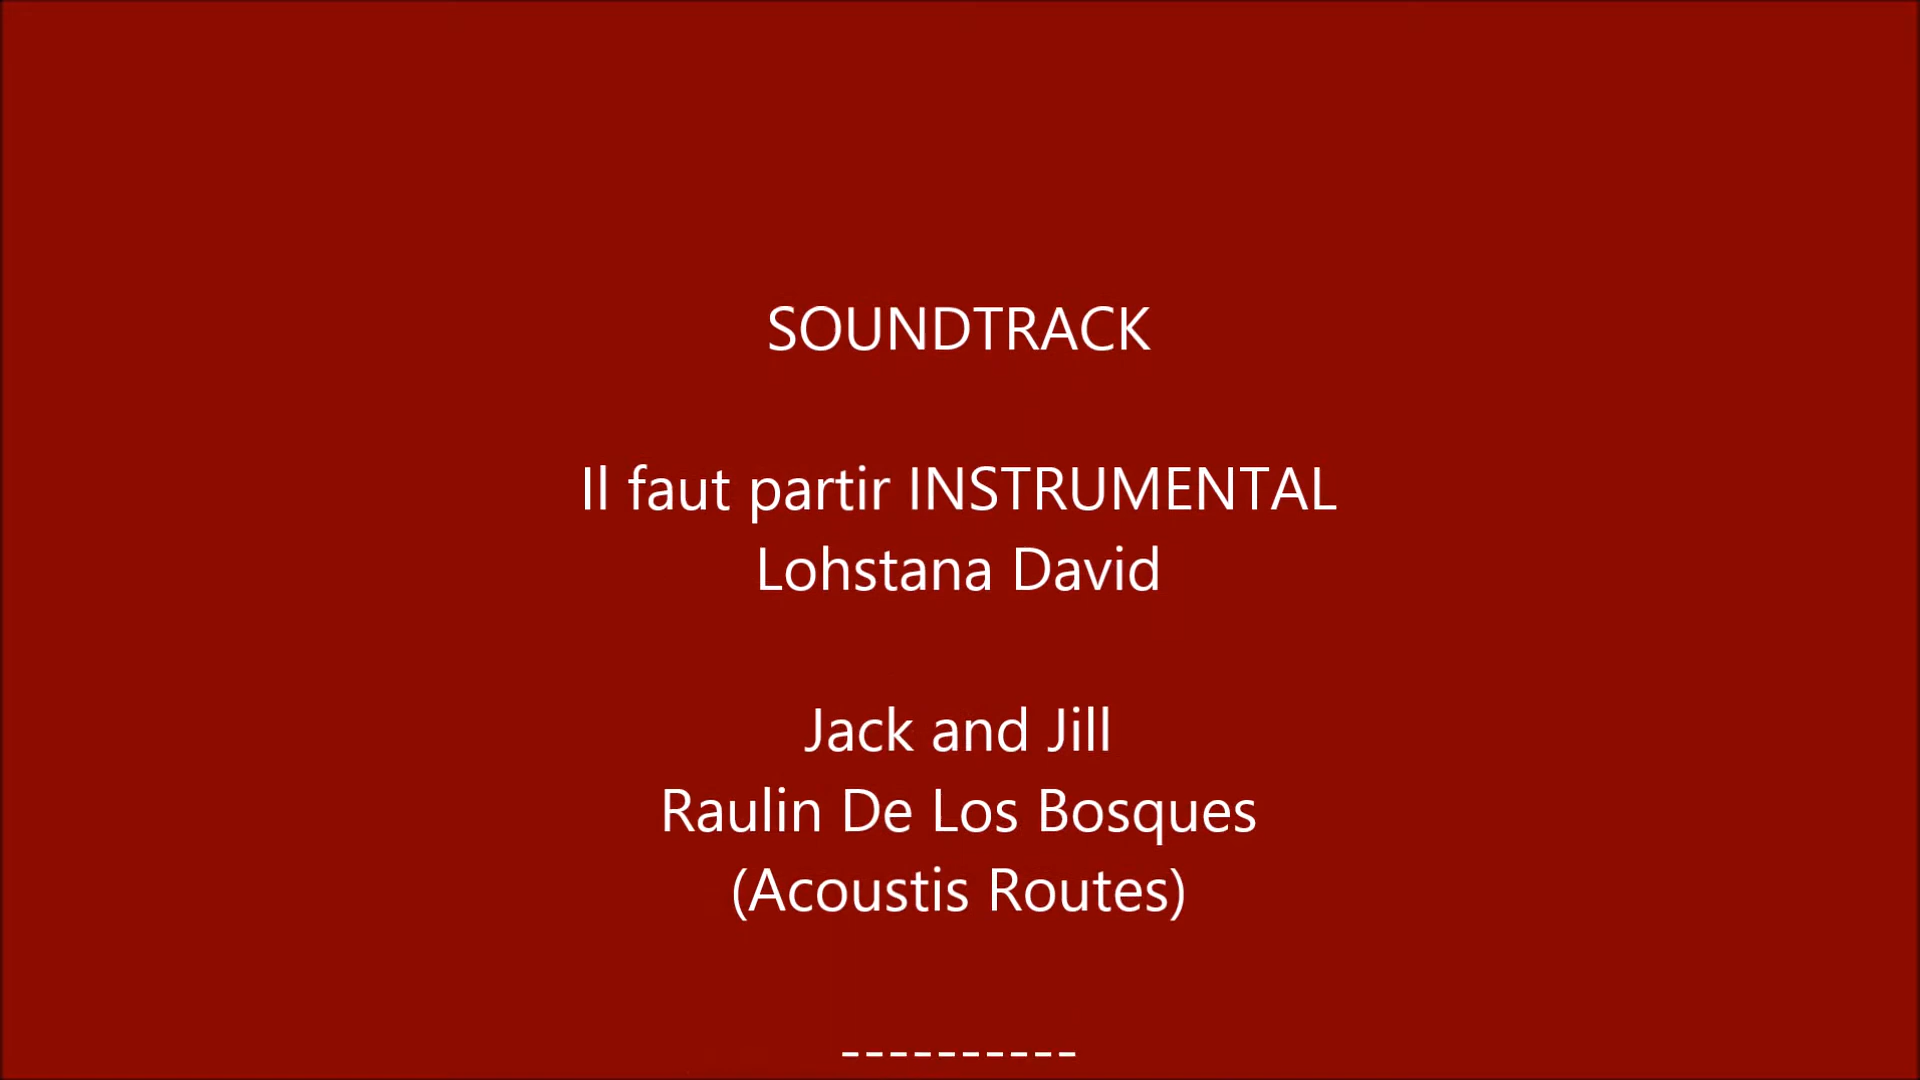 SOUNDTRACK
Il faut partir INSTRUMENTAL
Lohstana David
Jack and Jill
Raulin De Los Bosques
(Acoustis Routes)
----------